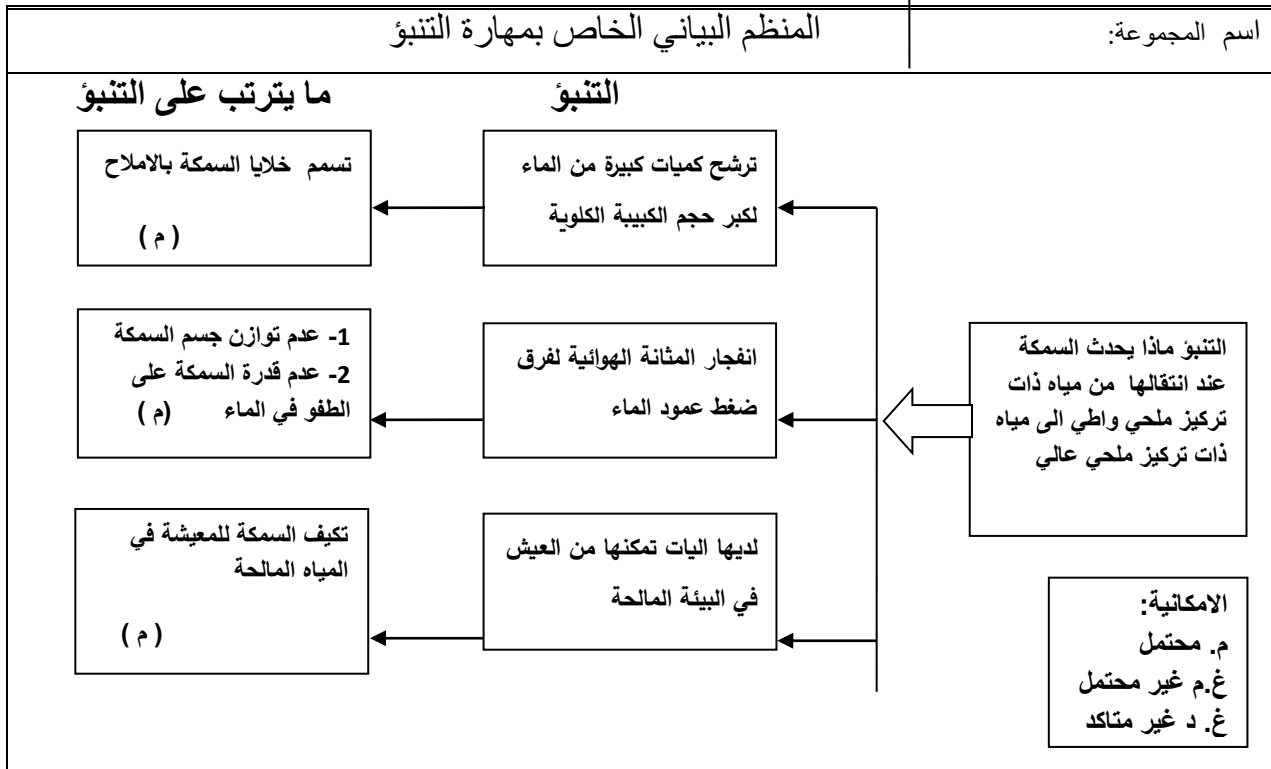 اسم المجموعة:
المنظم البياني الخاص بمهارة التنبؤ
التنبؤ
ما يترتب على التنبؤ
التنبؤ ماذا يحدث السمكة
عند انتقالها من مياه ذات
تركيز ملحي واطي الى مياه
ذات تركيز ملحي عالي
ترشح كميات كبيرة من الماء
لكبر حجم الكبيبة الكلوية
تسمم خلايا السمكة بالاملاح
( م )
انفجار المثانة الهوائية لفرق
ضغط عمود الماء
1- عدم توازن جسم السمكة
2- عدم قدرة السمكة على
الطفو في الماء (م )
لديها اليات تمكنها من العيش
في البيئة المالحة
تكيف السمكة للمعيشة في
المياه المالحة
( م )
الامكانية:
م. محتمل
غ.م غير محتمل
غ. د غير متاكد